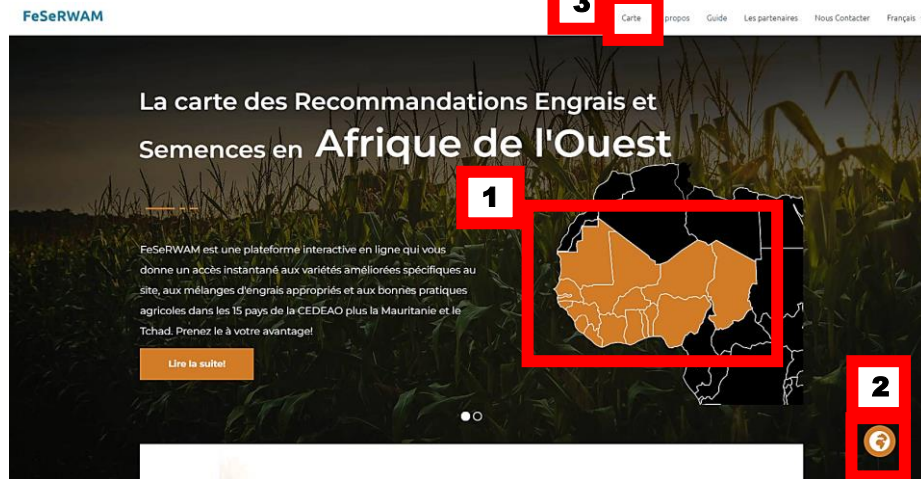 FeSeRWAM
3
Carte
propos
Guide
Les partenaires
Nous Contacter
Français
La carte des Recommandations Engrais et
Semences en Afrique de l'Ouest
1
FeSeRWAM est une plateforme interactive en ligne qui vous
donne un accès instantané aux variétés améliorées spécifiques au
site, aux mélanges d'engrais appropriés et aux bonnes pratiques
agricoles dans les 15 pays de la CEDEAO plus la Mauritanie et le
Tchad. Prenez le à votre avantage!
Lire la suite!
2